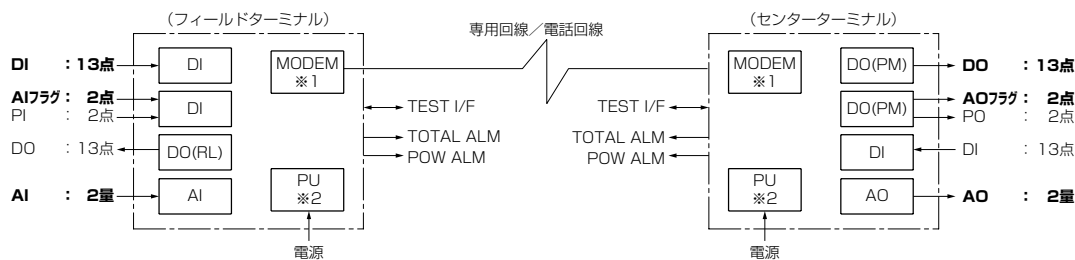 （フィールドターミナル）
DI ：13点
DI
AIフラグ： 2点
PI ： 2点
DI
DO ：13点
DO(RL)
AI ： 2量
AI
MODEM
※1
PU
※2
電源
TEST I/F
TOTAL ALM
POW ALM
専用回線／電話回線
（センターターミナル）
TEST I/F
TOTAL ALM
POW ALM
MODEM
※1
PU
※2
電源
DO(PM)
DO ：13点
DO(PM)
AOフラグ： 2点
PO ： 2点
DI
DI ：13点
AO
AO ： 2量